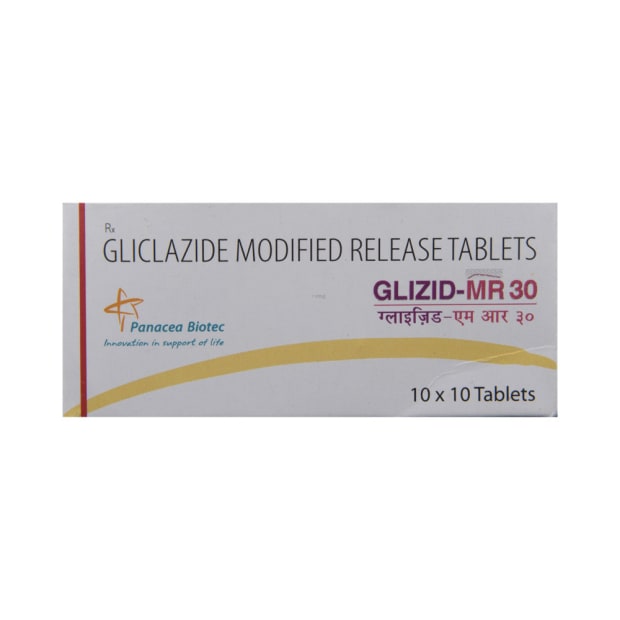 Rx
GLICLAZIDE MODIFIED RELEASE TABLETS
GLIZID-MR 30
ग्लाइज़िड-एम आर ३०
Panacea Biotec
Innovation in support of life
10 x 10 Tablets